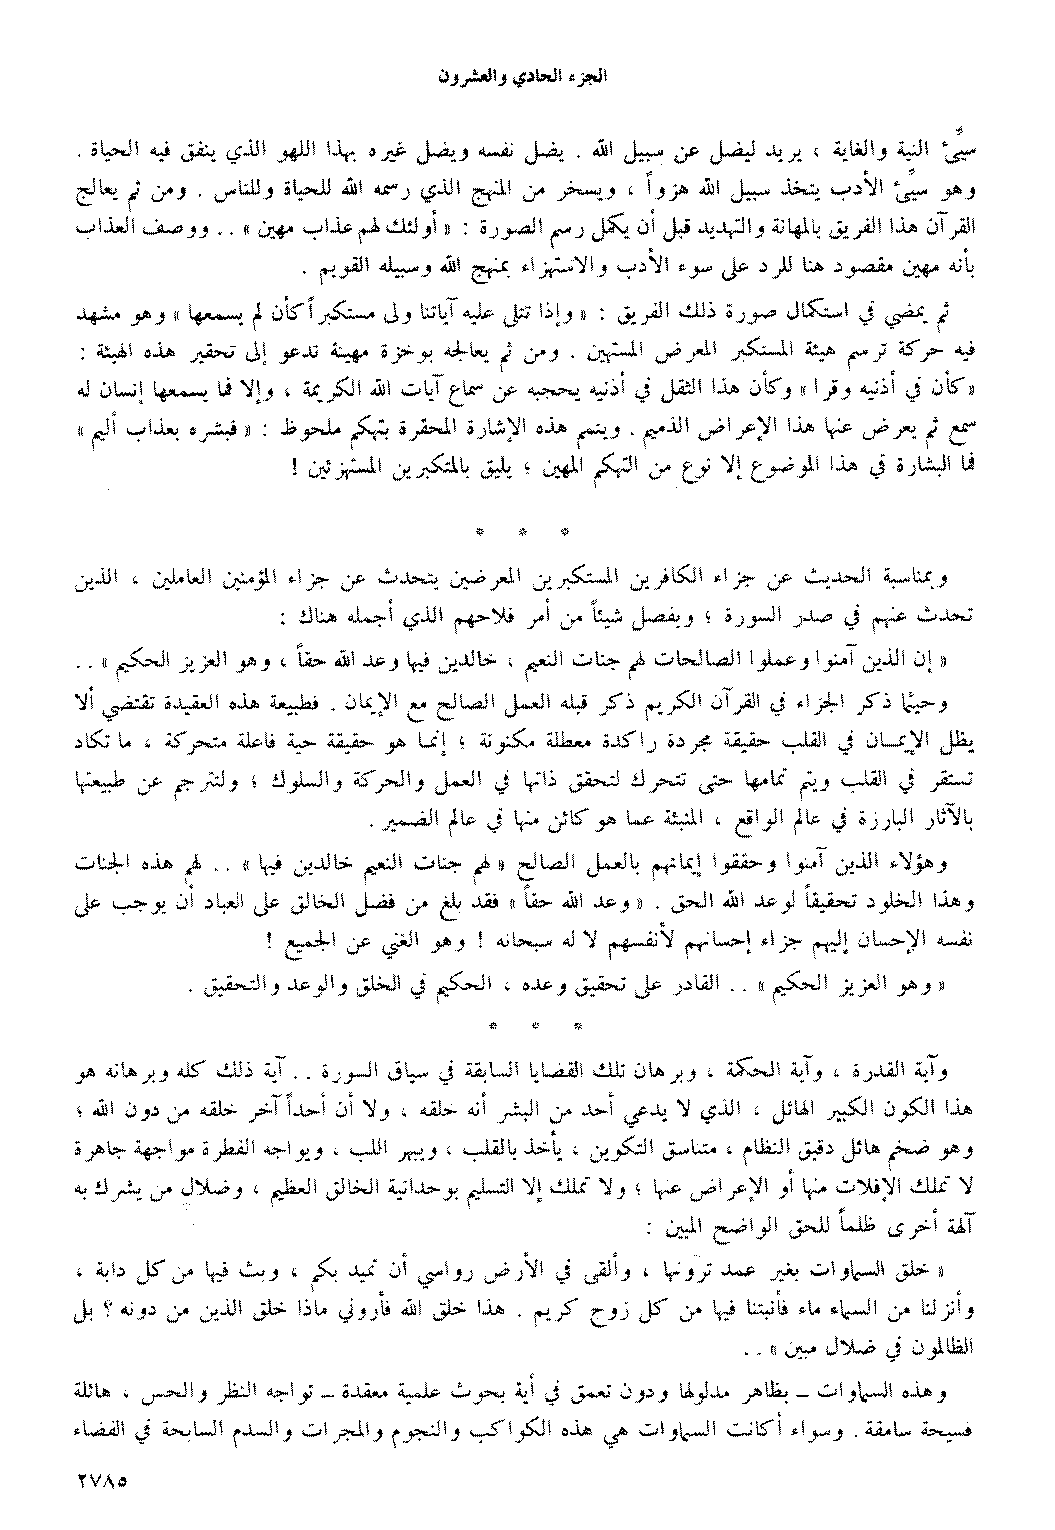 الجزء الحادي والعشرون
سيِّئ النية والغاية ، يريد ليضل عن سبيل الله . يضل نفسه ويضل غيره بهذا اللهو الذي ينفق فيه الحياة .
وهو سيِّئ الأدب يتخذ سبيل الله هزواً ، ويسخر من المنهج الذي رسمه الله للحياة وللناس . ومن ثم يعالج
القرآن هذا الفريق بالمهانة والتهديد قبل أن يكمل رسم الصورة : « أولئك لهم عذاب مهين » .. ووصف العذاب
بأنه مهين مقصود هنا للرد على سوء الأدب والاستهزاء بمنهج الله وسبيله القويم .
ثم يمضي في استكمال صورة ذلك الفريق : « وإذا تتلى عليه آياتنا ولى مستكبراً كأن لم يسمعها » وهو مشهد
فيه حركة ترسم هيئة المستكبر المعرض المستهين . ومن ثم يعالجه بوخزة مهينة تدعو إلى تحقير هذه الهيئة :
« كأن في أذنيه وقرا » وكأن هذا الثقل في أذنيه يحجبه عن سماع آيات الله الكريمة ، وإلا فما يسمعها إنسان له
سمع ثم يعرض عنها هذا الإعراض الذميم . ويتمم هذه الإشارة المحقرة بتهكم ملحوظ : « فبشره بعذاب أليم »
فما البشارة في هذا الموضوع إلا نوع من التهكم المهين ؛ يليق بالمتكبرين المستهزئين !
* * *
وبمناسبة الحديث عن جزاء الكافرين المستكبرين المعرضين يتحدث عن جزاء المؤمنين العاملين ، الذين
تحدث عنهم في صدر السورة ؛ ويفصل شيئاً من أمر فلاحهم الذي أجمله هناك :
« إن الذين آمنوا وعملوا الصالحات لهم جنات النعيم ، خالدين فيها وعد الله حقاً ، وهو العزيز الحكيم » ..
وحيثما ذكر الجزاء في القرآن الكريم ذكر قبله العمل الصالح مع الإيمان . فطبيعة هذه العقيدة تقتضي ألا
يظل الإيمان في القلب حقيقة مجردة راكدة معطلة مكنونة ؛ إنما هو حقيقة حية فاعلة متحركة ، ما تكاد
تستقر في القلب ويتم تمامها حتى تتحرك لتحقق ذاتها في العمل والحركة والسلوك ؛ ولتترجم عن طبيعتها
بالآثار البارزة في عالم الواقع ، المنبئة عما هو كائن منها في عالم الضمير .
وهؤلاء الذين آمنوا وحققوا إيمانهم بالعمل الصالح « لهم جنات النعيم خالدين فيها » .. لهم هذه الجنات
وهذا الخلود تحقيقاً لوعد الله الحق . « وعد الله حقاً » فقد بلغ من فضل الخالق على العباد أن يوجب على
نفسه الإحسان إليهم جزاء إحسانهم لأنفسهم لا له سبحانه ! وهو الغني عن الجميع !
« وهو العزيز الحكيم » .. القادر على تحقيق وعده ، الحكيم في الخلق والوعد والتحقيق .
* * *
وآية القدرة ، وآية الحكمة ، وبرهان تلك القضايا السابقة في سياق السورة .. آية ذلك كله وبرهانه هو
هذا الكون الكبير الهائل ، الذي لا يدعي أحد من البشر أنه خلقه ، ولا أن أحداً آخر خلقه من دون الله ؛
وهو ضخم هائل دقيق النظام ، متناسق التكوين ، يأخذ بالقلب ، ويبهر اللب ، ويواجه الفطرة مواجهة جاهرة
لا تملك الإفلات منها أو الإعراض عنها ؛ ولا تملك إلا التسليم بوحدانية الخالق العظيم ، وضلال من يشرك به
آلهة أخرى ظلماً للحق الواضح المبين :
« خلق السماوات بغير عمد ترونها ، وألقى في الأرض رواسي أن تميد بكم ، وبث فيها من كل دابة ،
وأنزلنا من السماء ماء فأنبتنا فيها من كل زوج كريم . هذا خلق الله فأروني ماذا خلق الذين من دونه ؟ بل
الظالمون في ضلال مبين » ..
وهذه السماوات – بظاهر مدلولها ودون تعمق في أية بحوث علمية معقدة – تواجه النظر والحس ، هائلة
فسيحة سامقة . وسواء أكانت السماوات هي هذه الكواكب والنجوم والمجرات والسدم السابحة في الفضاء
٢٧٨٥